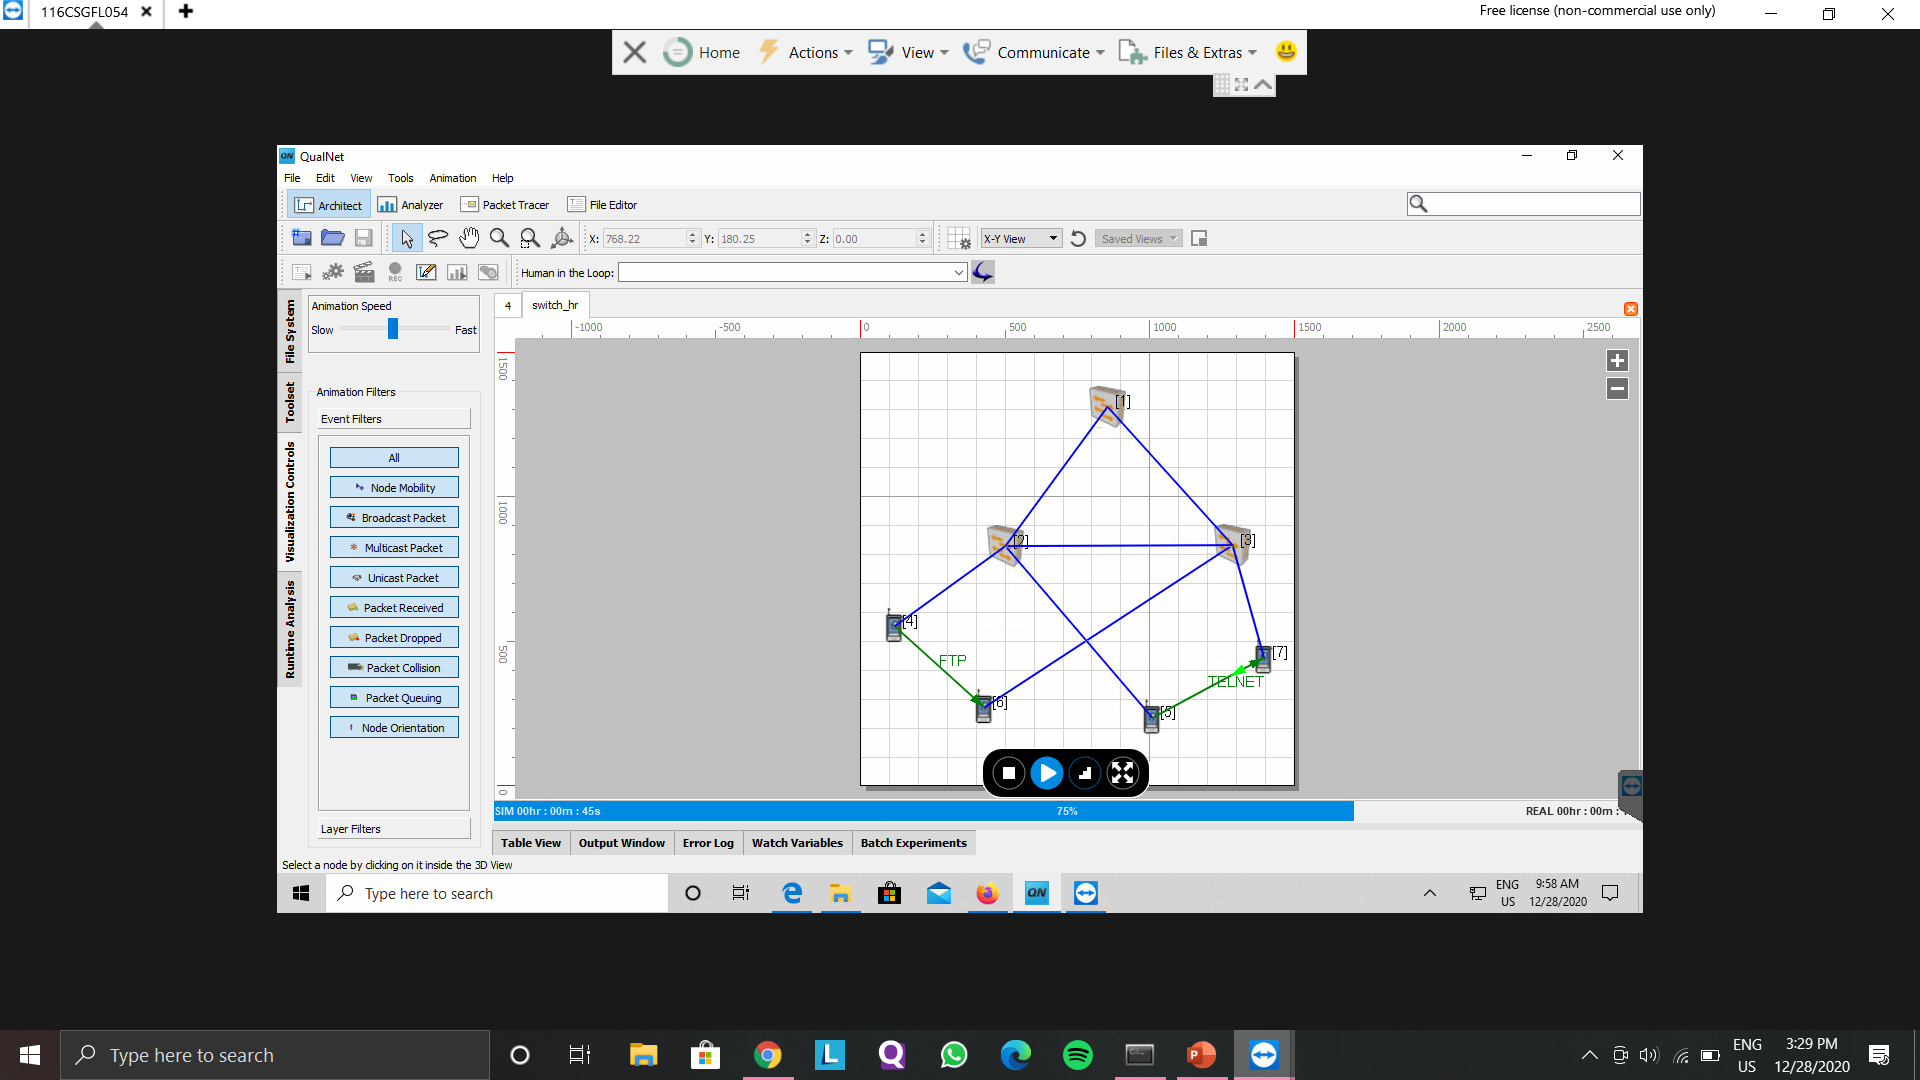 116CSGFL054
Free license (non-commercial use only)
Home Actions View Communicate Files & Extras
QN QualNet
File Edit View Tools Animation Help
Architect Analyzer Packet Tracer File Editor
X: 768.22 Y: 180.25 Z: 0.00 X-Y View Saved Views
REC Human in the Loop:
File System
Toolset
Visualization Controls
Runtime Analysis
Animation Speed
Slow Fast
Animation Filters
Event Filters
All
Node Mobility
Broadcast Packet
Multicast Packet
Unicast Packet
Packet Received
Packet Dropped
Packet Collision
Packet Queuing
Node Orientation
Layer Filters
4 switch_hr
-1000 -500 0 500 1000 1500 2000 2500
1500
1000
500
0
[1]
[2]
[3]
[4]
FTP
[7]
TELNET
[6]
[5]
SIM 00hr : 00m : 45s 75% REAL 00hr : 00m :
Table View Output Window Error Log Watch Variables Batch Experiments
Select a node by clicking on it inside the 3D View
Type here to search
QN
ENG
US
9:58 AM
12/28/2020
Type here to search
L
ENG
US
3:29 PM
12/28/2020